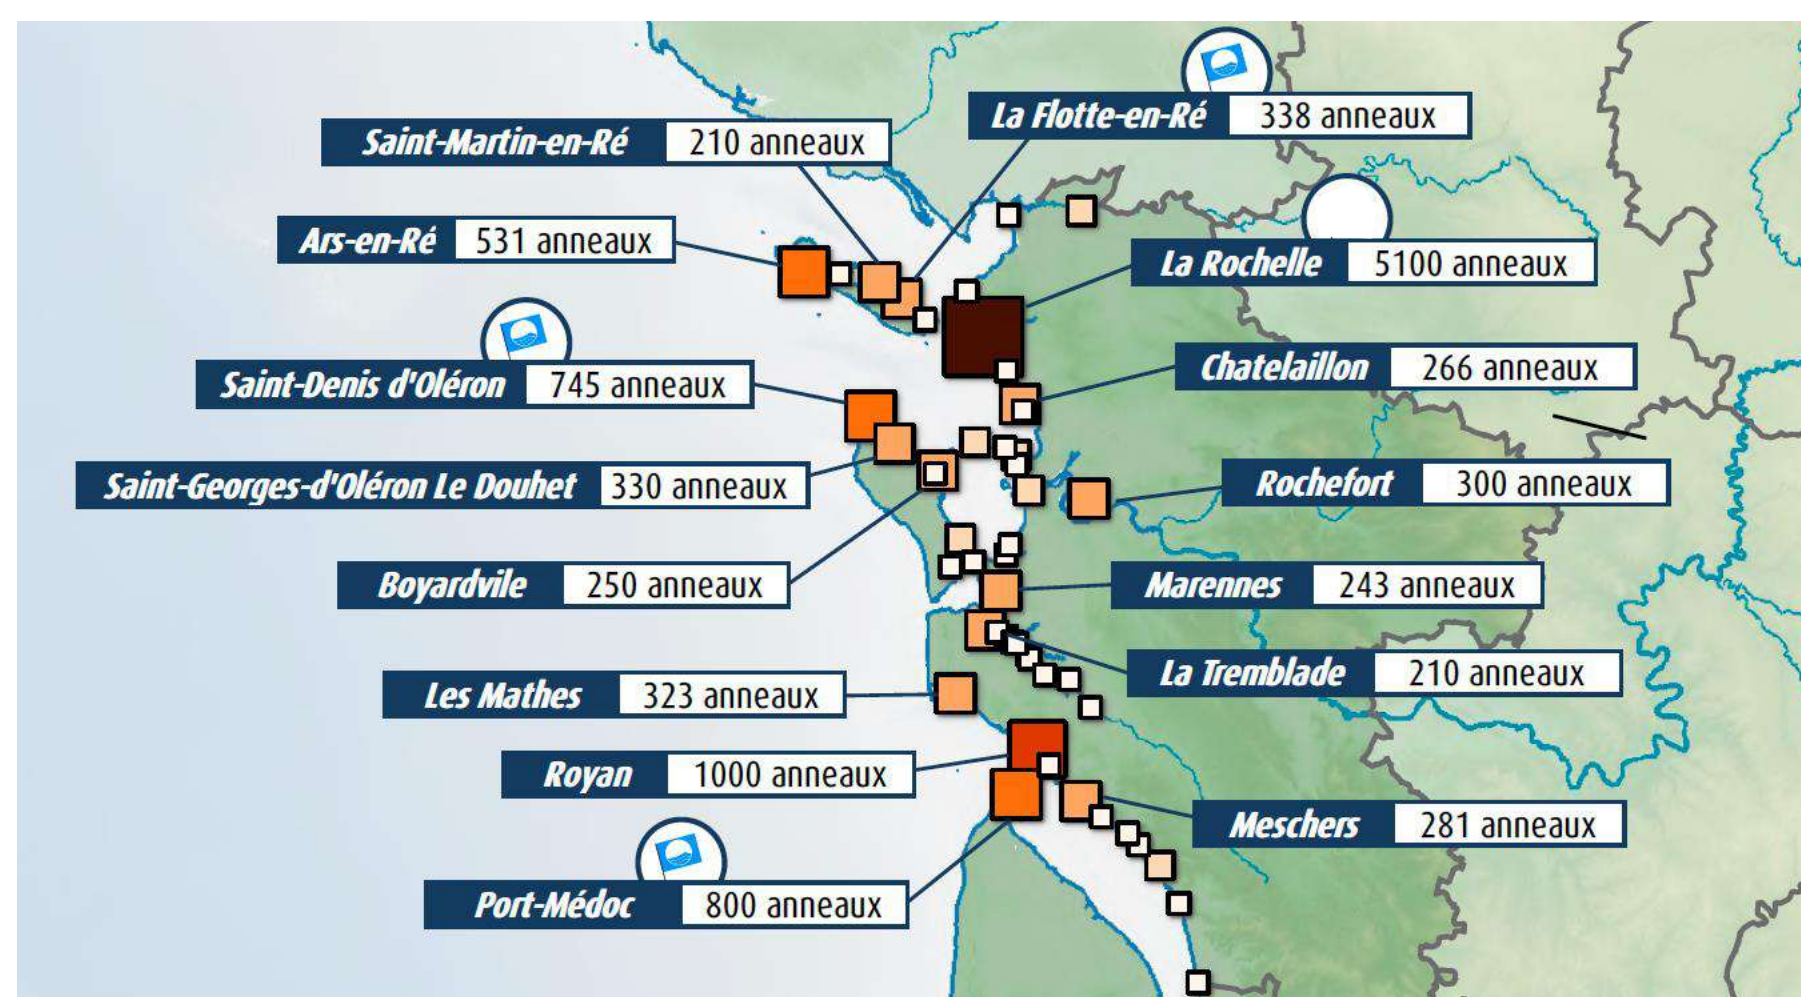 La Flotte-en-Ré 338 anneaux
Saint-Martin-en-Ré 210 anneaux
Ars-en-Ré 531 anneaux
La Rochelle 5100 anneaux
Saint-Denis d'Oléron 745 anneaux
Chatelaillon 266 anneaux
Saint-Georges-d'Oléron Le Douhet 330 anneaux
Rochefort 300 anneaux
Boyardvile 250 anneaux
Marennes 243 anneaux
La Tremblade 210 anneaux
Les Mathes 323 anneaux
Royan 1000 anneaux
Meschers 281 anneaux
Port-Médoc 800 anneaux